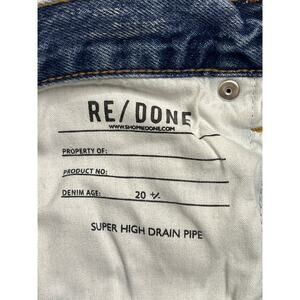 RE/DONE
WWW.SHOPREDONE.COM
PROPERTY OF:
PRODUCT NO:
DENIM AGE: 20 +/-
SUPER HIGH DRAIN PIPE